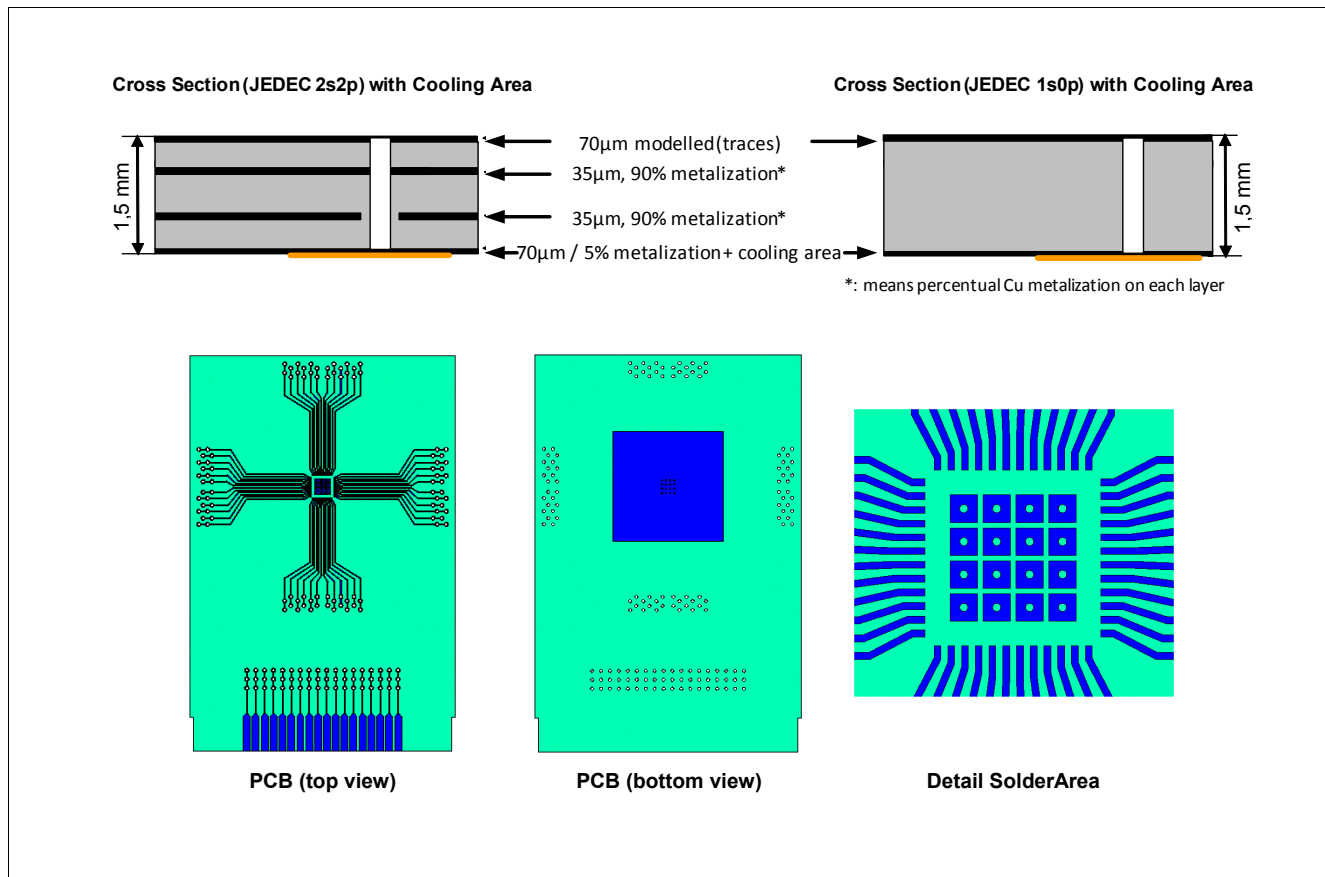 Cross Section (JEDEC 2s2p) with Cooling Area
Cross Section (JEDEC 1s0p) with Cooling Area
1,5 mm
70µm modelled (traces)
35µm, 90% metalization*
35µm, 90% metalization*
70µm / 5% metalization + cooling area
1,5 mm
*: means percentual Cu metalization on each layer
PCB (top view)
PCB (bottom view)
Detail SolderArea